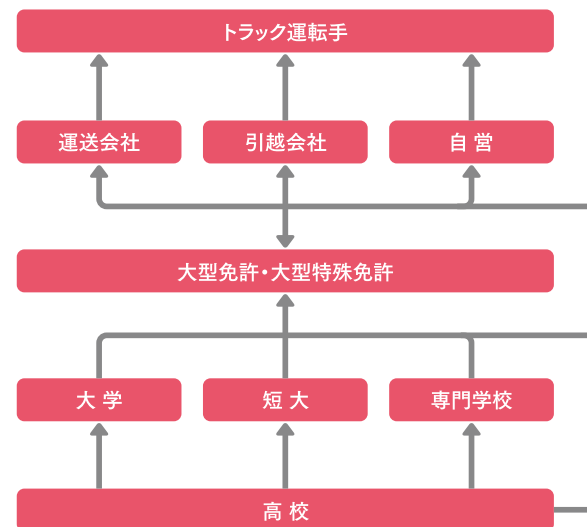 トラック運転手
運送会社
引越会社
自営
大型免許・大型特殊免許
大学
短大
専門学校
高校